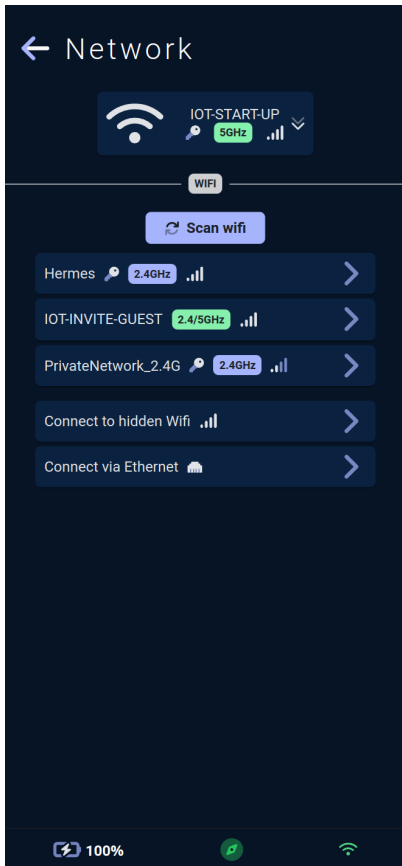 Network
IOT-START-UP
5GHz
WIFI
Scan wifi
Hermes 2.4GHz
IOT-INVITE-GUEST 2.4/5GHz
PrivateNetwork_2.4G 2.4GHz
Connect to hidden Wifi
Connect via Ethernet
100%